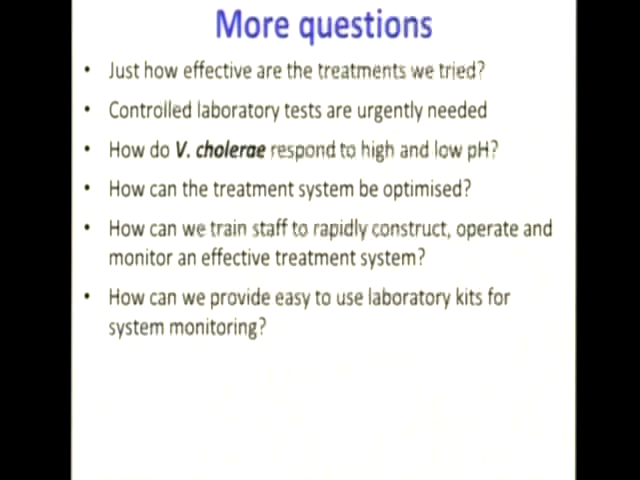 More questions
• Just how effective are the treatments we tried?
• Controlled laboratory tests are urgently needed
• How do V. cholerae respond to high and low pH?
• How can the treatment system be optimised?
• How can we train staff to rapidly construct, operate and
monitor an effective treatment system?
• How can we provide easy to use laboratory kits for
system monitoring?